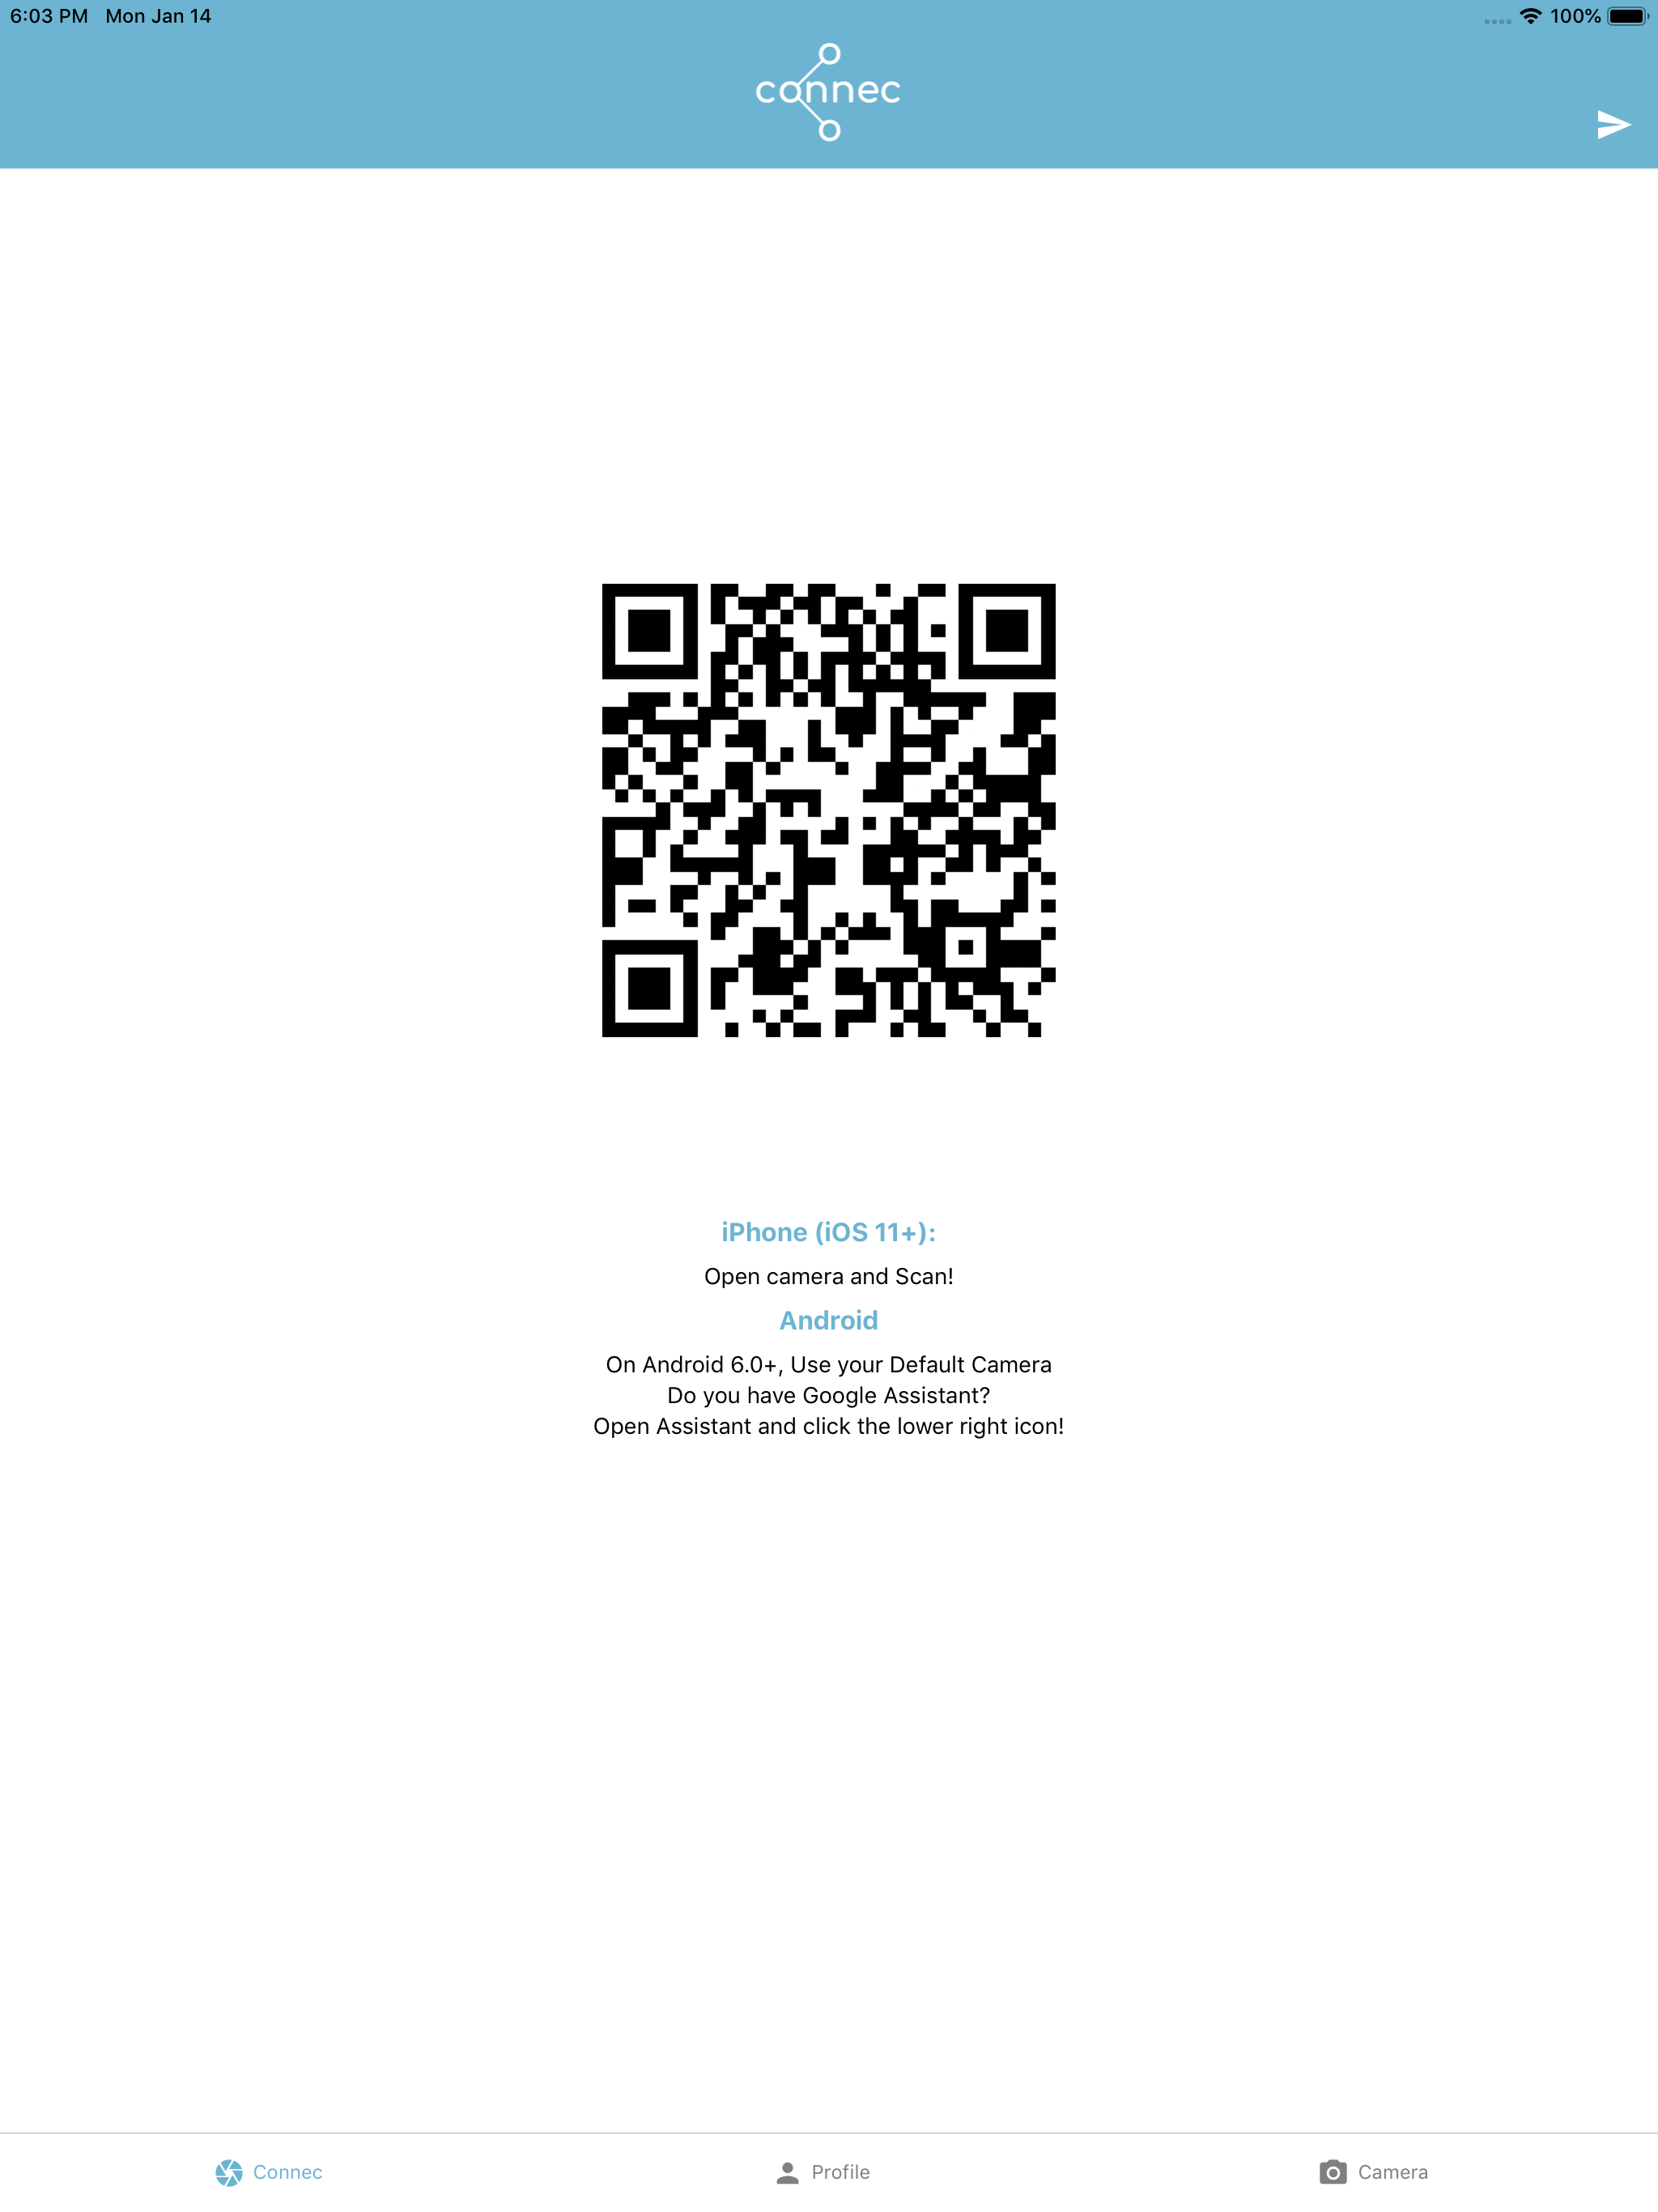 6:03 PM Mon Jan 14 100%
connec
iPhone (iOS 11+):
Open camera and Scan!
Android
On Android 6.0+, Use your Default Camera
Do you have Google Assistant?
Open Assistant and click the lower right icon!
Connec Profile Camera